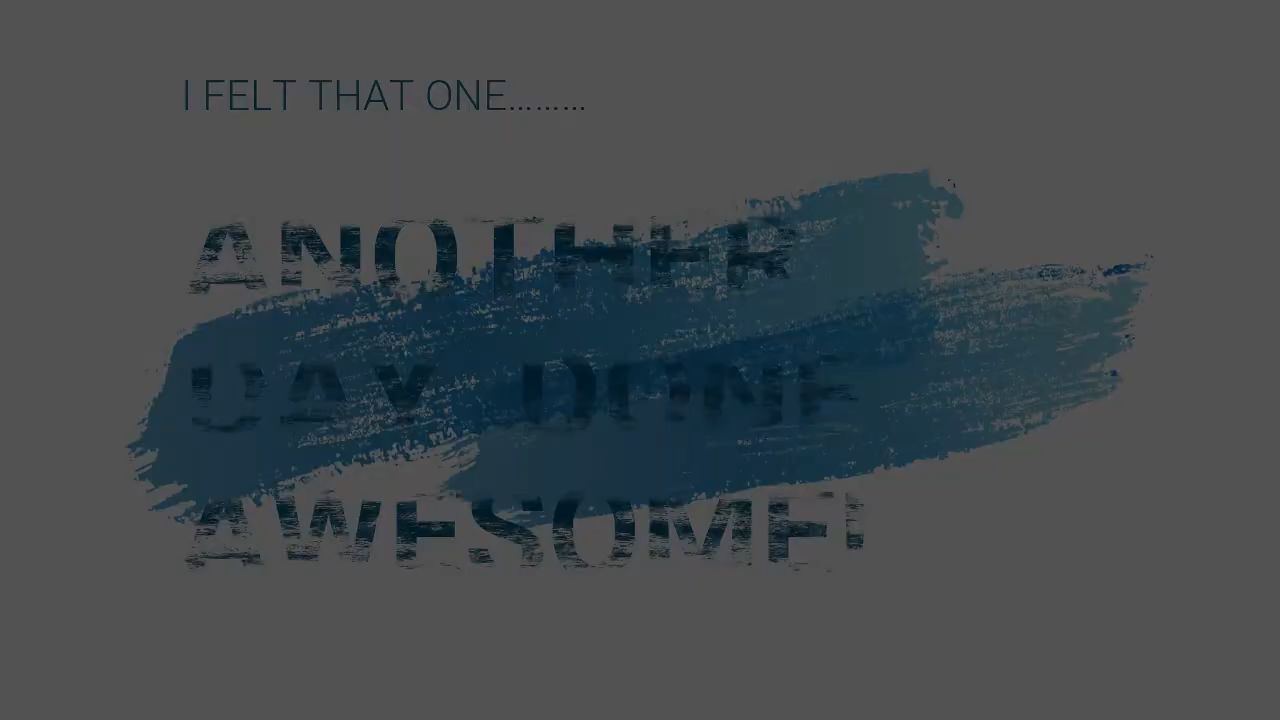 I FELT THAT ONE.........
ANOTHER
DAY DONE
AWESOME!